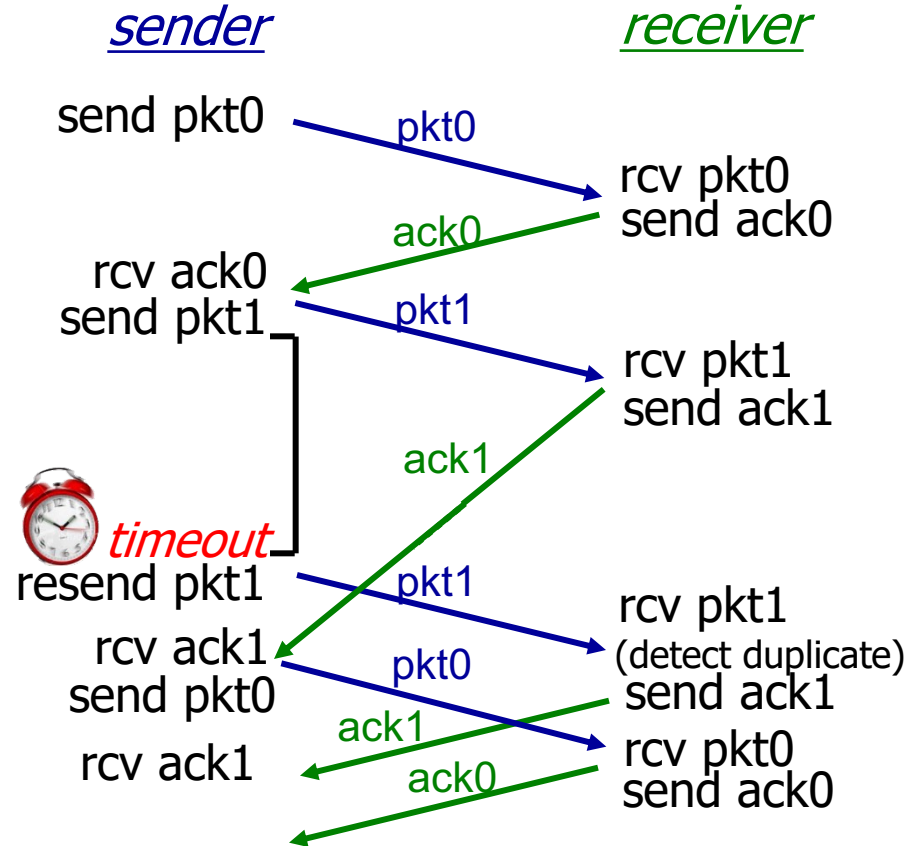 sender
receiver
send pkt0
pkt0
rcv pkt0
send ack0
ack0
rcv ack0
send pkt1
pkt1
rcv pkt1
send ack1
ack1
timeout
resend pkt1
pkt1
rcv pkt1
(detect duplicate)
send ack1
rcv ack1
send pkt0
pkt0
ack1
rcv ack1
rcv pkt0
send ack0
ack0